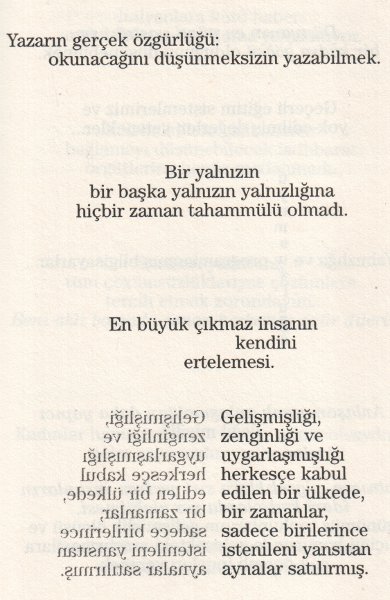 Yazarın gerçek özgürlüğü:
okunacağını düşünmeksizin yazabilmek.
Bir yalnızın
bir başka yalnızın yalnızlığına
hiçbir zaman tahammülü olmadı.
En büyük çıkmaz insanın
kendini
ertelemesi.
Gelişmişliği, Gelişmişliği,
zenginliği ve zenginliği ve
uygarlaşmışlığı uygarlaşmışlığı
herkesçe kabul herkesçe kabul
edilen bir ülkede, edilen bir ülkede,
bir zamanlar, bir zamanlar,
sadece birilerince sadece birilerince
istenileni yansıtan istenileni yansıtan
aynalar satılırmış. aynalar satılırmış.